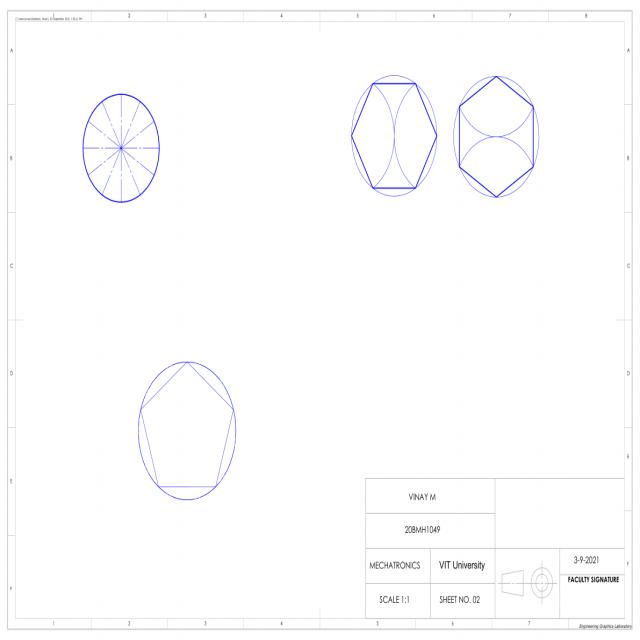 1 2 3 4 5 6 7 8
A A
B B
C C
D D
E E
F F
VINAY M
20BMH1049
MECHATRONICS VIT University
3-9-2021
FACULTY SIGNATURE
SCALE 1:1 SHEET NO. 02
1 2 3 4 5 6 7
Engineering Graphics Laboratory